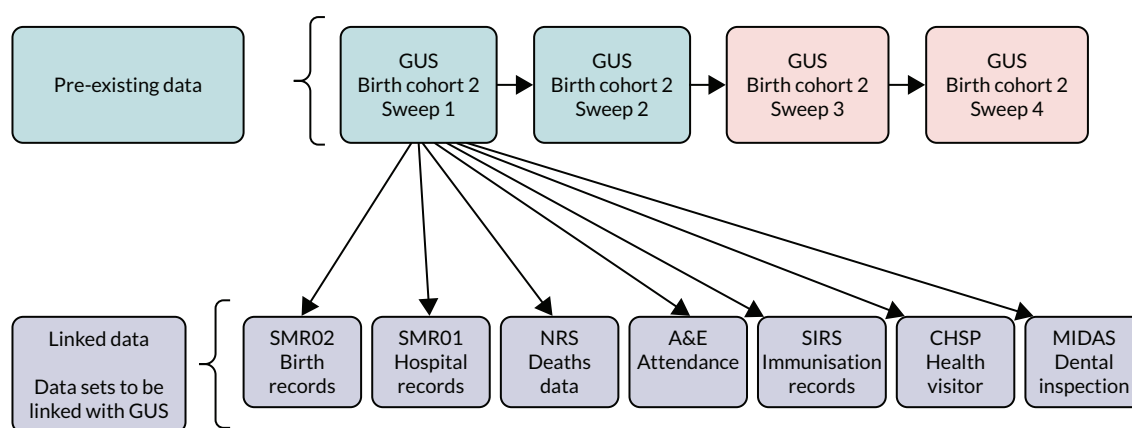 Pre-existing data
GUS
Birth cohort 2
Sweep 1
GUS
Birth cohort 2
Sweep 2
GUS
Birth cohort 2
Sweep 3
GUS
Birth cohort 2
Sweep 4
Linked data
Data sets to be
linked with GUS
SMR02
Birth
records
SMR01
Hospital
records
NRS
Deaths
data
A&E
Attendance
SIRS
Immunisation
records
CHSP
Health
visitor
MIDAS
Dental
inspection